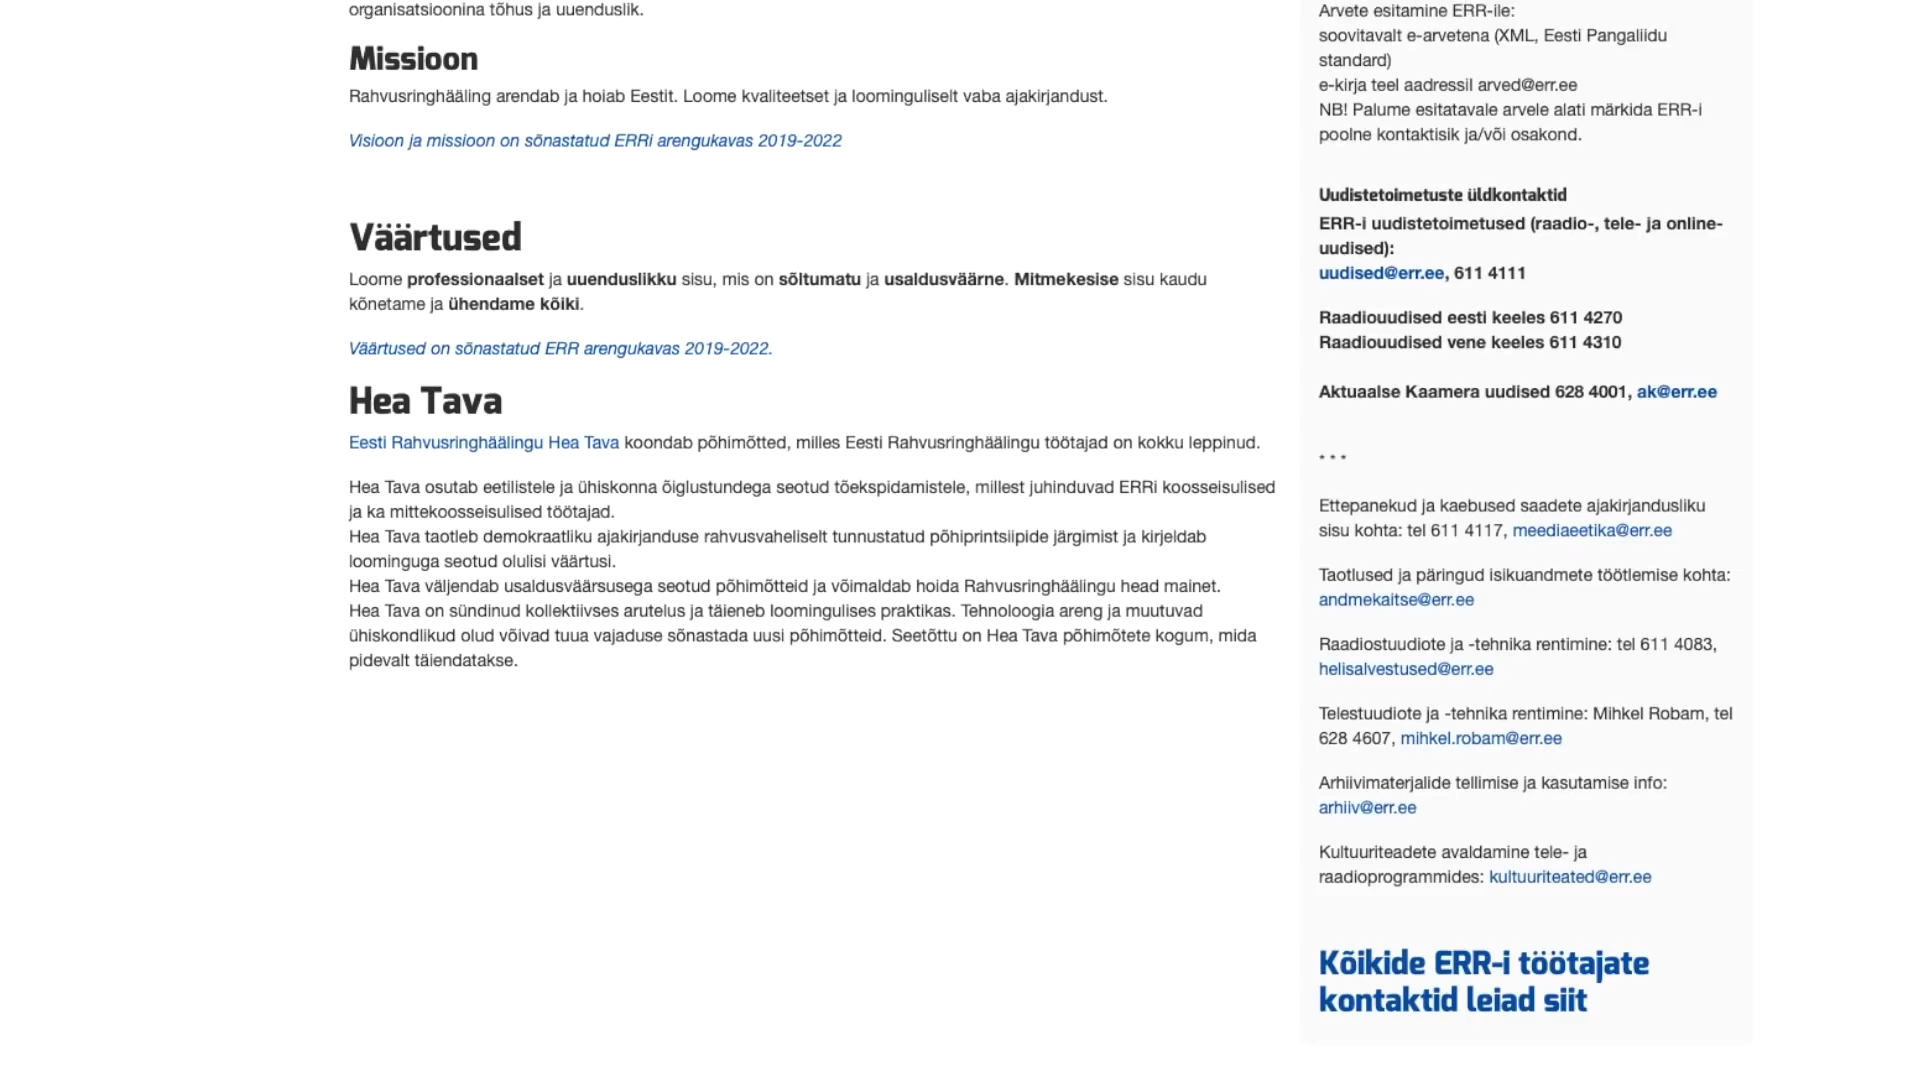 organisatsioonina tõhus ja uuenduslik.
Missioon
Rahvusringhääling arendab ja hoiab Eestit. Loome kvaliteetset ja loominguliselt vaba ajakirjandust.
Visioon ja missioon on sõnastatud ERRi arengukavas 2019-2022
Väärtused
Loome professionaalset ja uuenduslikku sisu, mis on sõltumatu ja usaldusväärne. Mitmekesise sisu kaudu
kõnetame ja ühendame kõiki.
Väärtused on sõnastatud ERR arengukavas 2019-2022.
Hea Tava
Eesti Rahvusringhäälingu Hea Tava koondab põhimõtted, milles Eesti Rahvusringhäälingu töötajad on kokku leppinud.
Hea Tava osutab eetilistele ja ühiskonna õiglustundega seotud tõekspidamistele, millest juhinduvad ERRi koosseisulised
ja ka mittekoosseisulised töötajad.
Hea Tava taotleb demokraatliku ajakirjanduse rahvusvaheliselt tunnustatud põhiprintsiipide järgimist ja kirjeldab
loominguga seotud olulisi väärtusi.
Hea Tava väljendab usaldusväärsusega seotud põhimõtteid ja võimaldab hoida Rahvusringhäälingu head mainet.
Hea Tava on sündinud kollektiivses arutelus ja täieneb loomingulises praktikas. Tehnoloogia areng ja muutuvad
ühiskondlikud olud võivad tuua vajaduse sõnastada uusi põhimõtteid. Seetõttu on Hea Tava põhimõtete kogum, mida
pidevalt täiendatakse.
Arvete esitamine ERR-ile:
soovitavalt e-arvetena (XML, Eesti Pangaliidu
standard)
e-kirja teel aadressil arved@err.ee
NB! Palume esitatavale arvele alati märkida ERR-i
poolne kontaktisik ja/või osakond.
Uudistetoimetuste üldkontaktid
ERR-i uudistetoimetused (raadio-, tele- ja online-
uudised):
uudised@err.ee, 611 4111
Raadiouudised eesti keeles 611 4270
Raadiouudised vene keeles 611 4310
Aktuaalse Kaamera uudised 628 4001, ak@err.ee
* * *
Ettepanekud ja kaebused saadete ajakirjandusliku
sisu kohta: tel 611 4117, meediaeetika@err.ee
Taotlused ja päringud isikuandmete töötlemise kohta:
andmekaitse@err.ee
Raadiostuudiote ja -tehnika rentimine: tel 611 4083,
helisalvestused@err.ee
Telestuudiote ja -tehnika rentimine: Mihkel Robam, tel
628 4607, mihkel.robam@err.ee
Arhiivimaterjalide tellimise ja kasutamise info:
arhiiv@err.ee
Kultuuriteadete avaldamine tele- ja
raadioprogrammides: kultuuriteated@err.ee
Kõikide ERR-i töötajate
kontaktid leiad siit